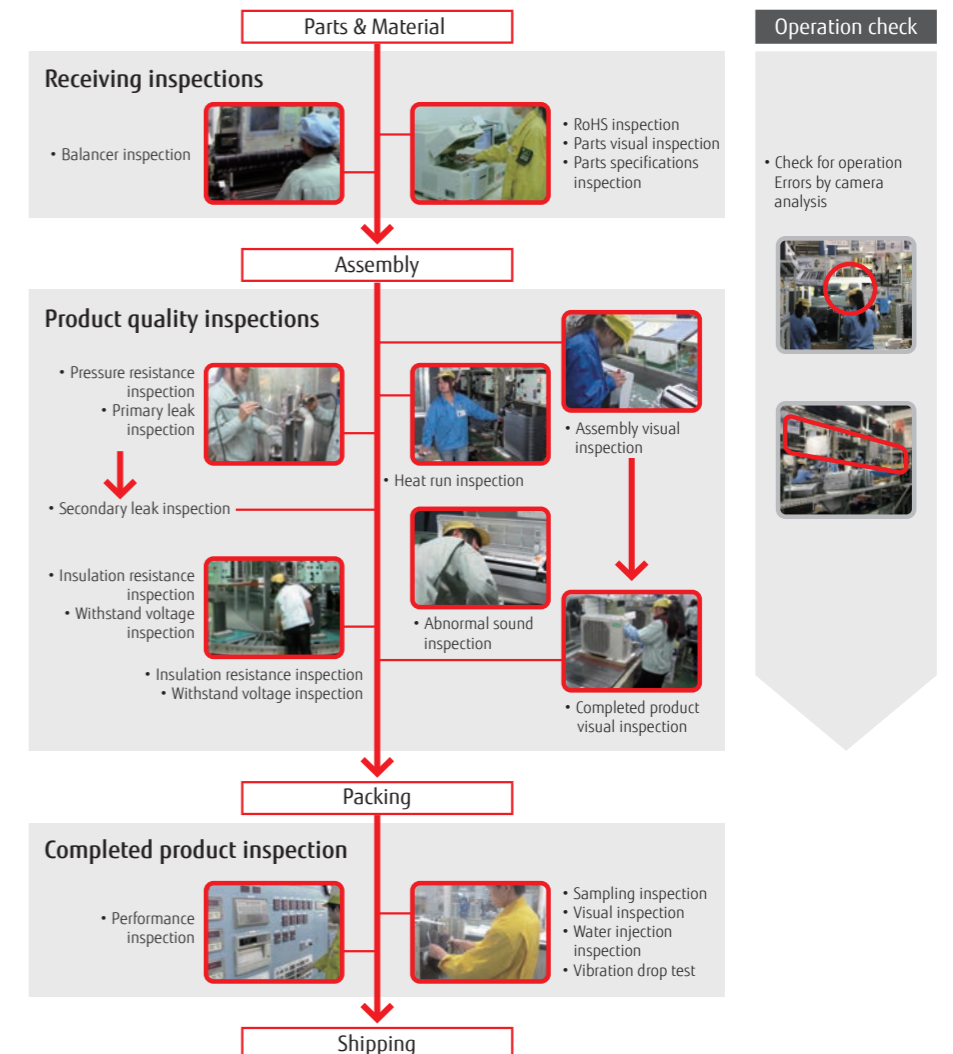 Parts & Material
Operation check
Receiving inspections
• Balancer inspection
• RoHS inspection
• Parts visual inspection
• Parts specifications
inspection
• Check for operation
Errors by camera
analysis
Assembly
Product quality inspections
• Pressure resistance
inspection
• Primary leak
inspection
• Secondary leak inspection
• Heat run inspection
• Assembly visual
inspection
• Insulation resistance
inspection
• Withstand voltage
inspection
• Insulation resistance inspection
• Withstand voltage inspection
• Abnormal sound
inspection
• Completed product
visual inspection
Packing
Completed product inspection
• Performance
inspection
• Sampling inspection
• Visual inspection
• Water injection
inspection
• Vibration drop test
Shipping